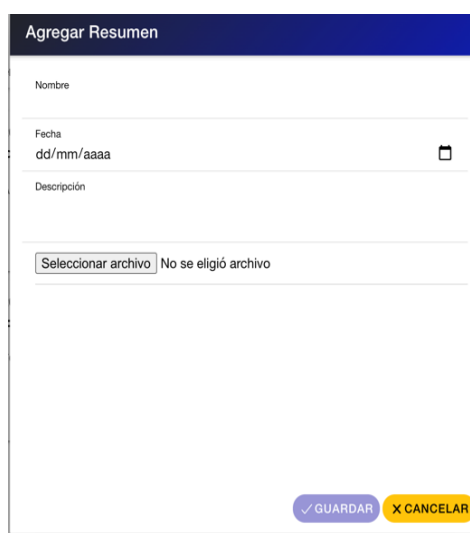 Agregar Resumen
Nombre
Fecha
dd/mm/aaaa
Descripción
Seleccionar archivo No se eligió archivo
GUARDAR X CANCELAR